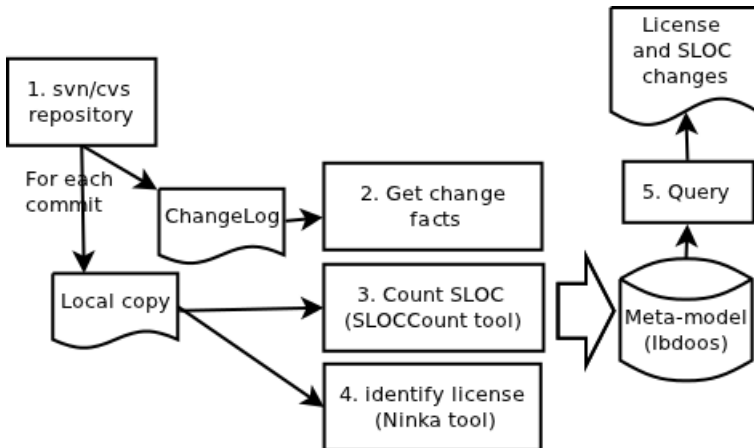 1. svn/cvs
repository
For each
commit
ChangeLog
2. Get change
facts
Local copy
3. Count SLOC
(SLOCCount tool)
4. identify license
(Ninka tool)
Meta-model
(lbdoos)
5. Query
License
and SLOC
changes